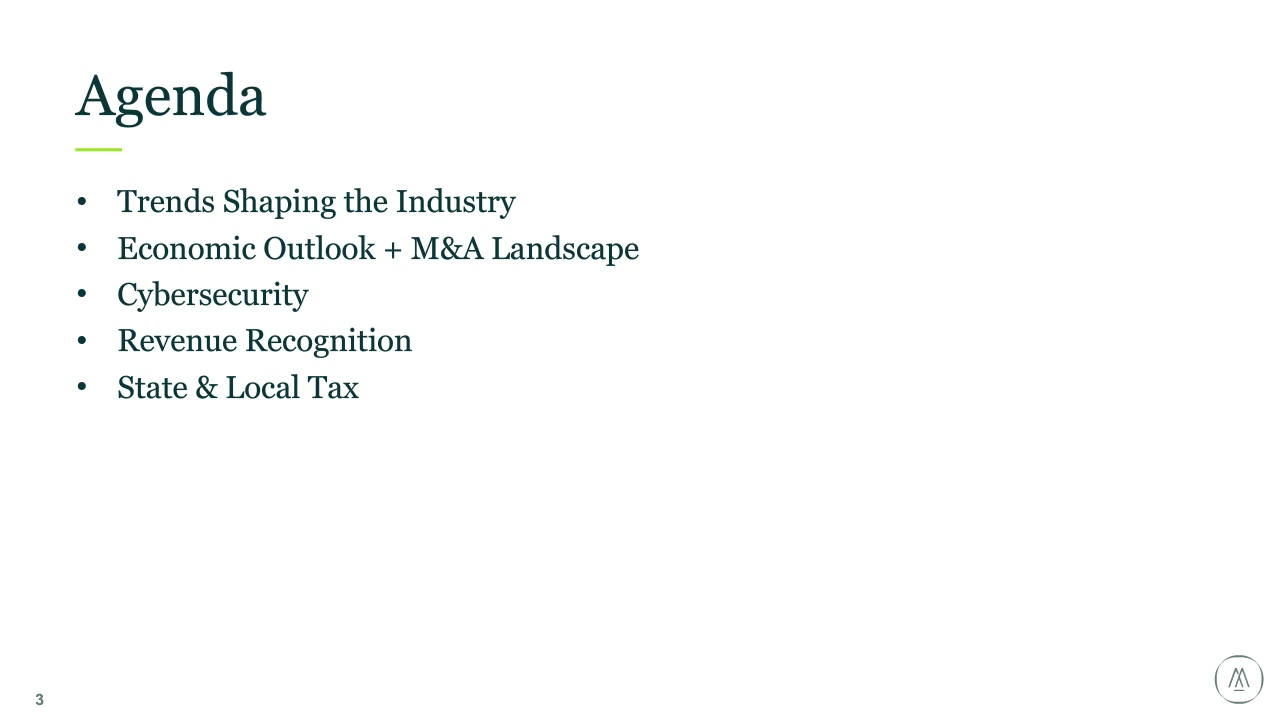 Agenda
• Trends Shaping the Industry
• Economic Outlook + M&A Landscape
• Cybersecurity
• Revenue Recognition
• State & Local Tax
3